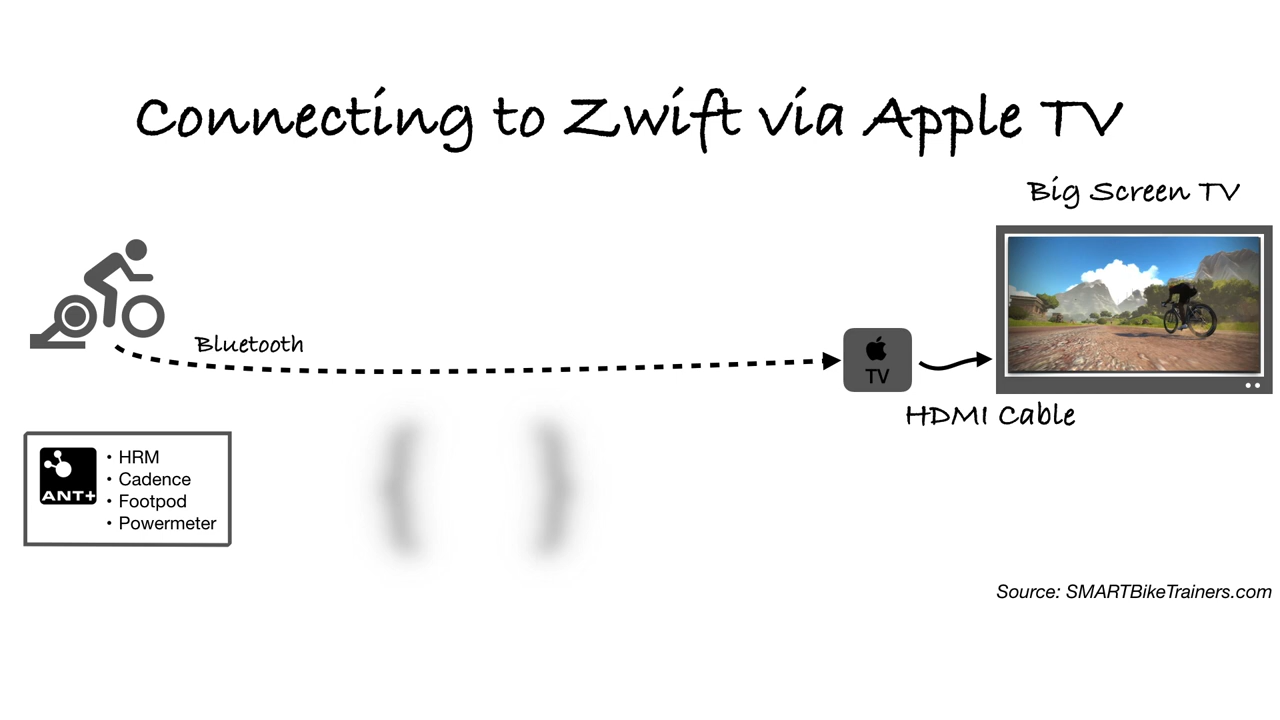 Connecting to Zwift via Apple TV
Big Screen TV
Bluetooth
TV
HDMI Cable
ANT+
• HRM
• Cadence
• Footpod
• Powermeter
Source: SMARTBikeTrainers.com